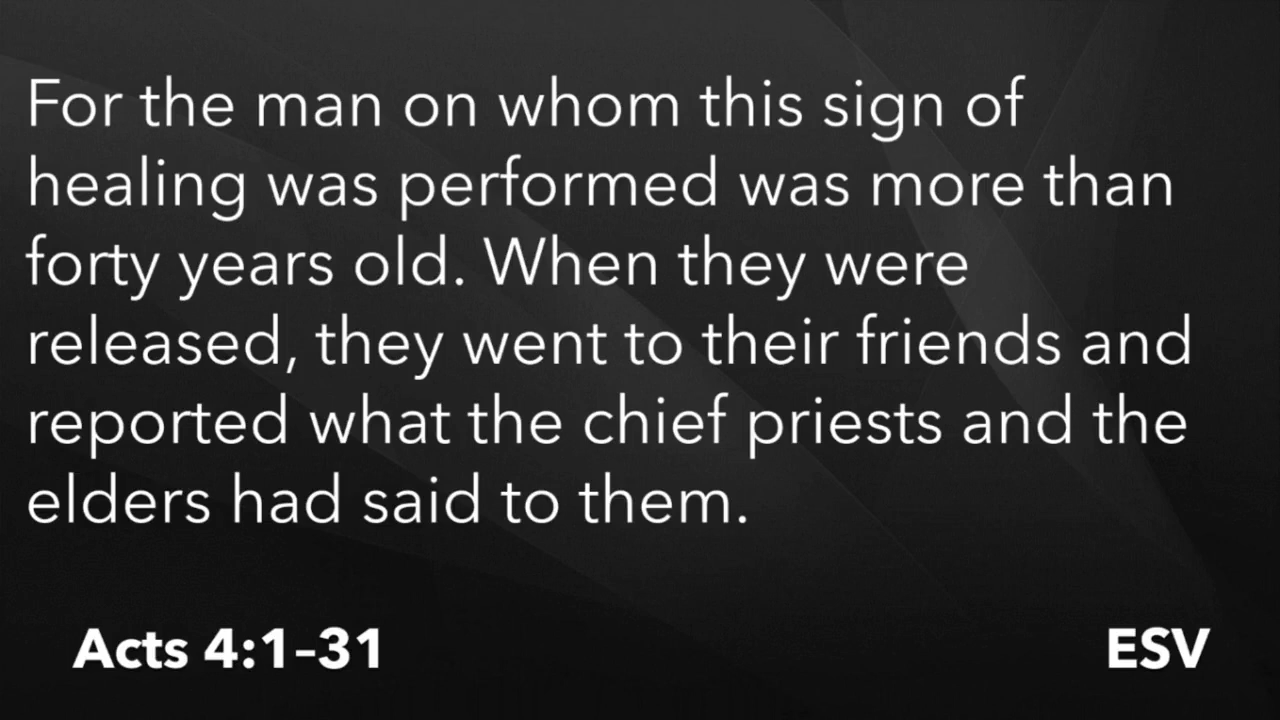 For the man on whom this sign of
healing was performed was more than
forty years old. When they were
released, they went to their friends and
reported what the chief priests and the
elders had said to them.
Acts 4:1–31
ESV